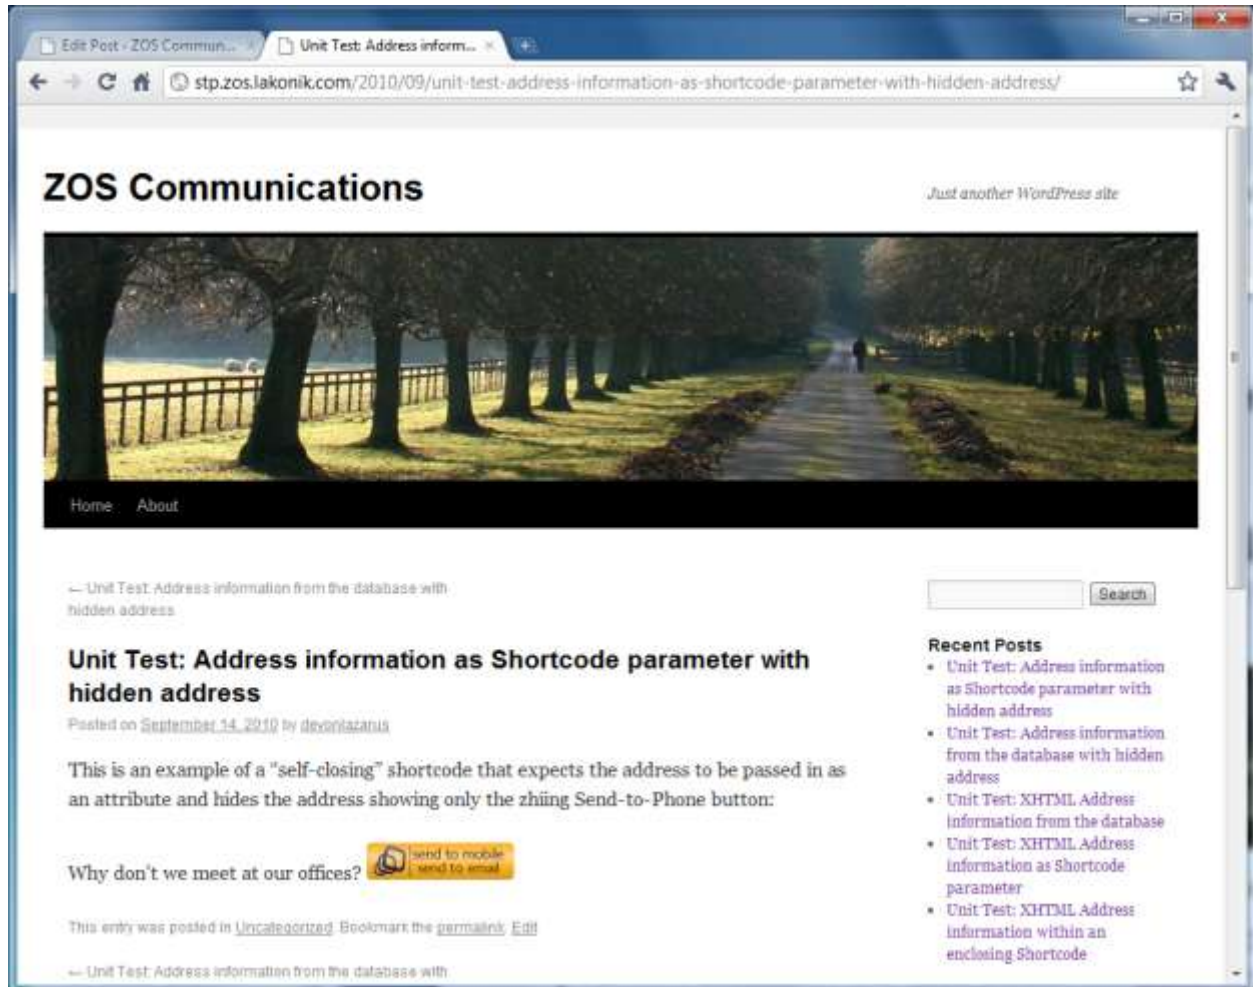 Edit Post ‹ ZOS Commun...
Unit Test: Address inform...
stp.zos.lakonik.com/2010/09/unit-test-address-information-as-shortcode-parameter-with-hidden-address/
ZOS Communications
Just another WordPress site
Home About
← Unit Test: Address information from the database with
hidden address
Unit Test: Address information as Shortcode parameter with
hidden address
Posted on September 14, 2010 by devonlazarus
This is an example of a “self-closing” shortcode that expects the address to be passed in as
an attribute and hides the address showing only the zhiing Send-to-Phone button:
Why don’t we meet at our offices?
send to mobile
send to email
This entry was posted in Uncategorized. Bookmark the permalink. Edit
← Unit Test: Address information from the database with
Search
Recent Posts
Unit Test: Address information
as Shortcode parameter with
hidden address
Unit Test: Address information
from the database with hidden
address
Unit Test: XHTML Address
information from the database
Unit Test: XHTML Address
information as Shortcode
parameter
Unit Test: XHTML Address
information within an
enclosing Shortcode